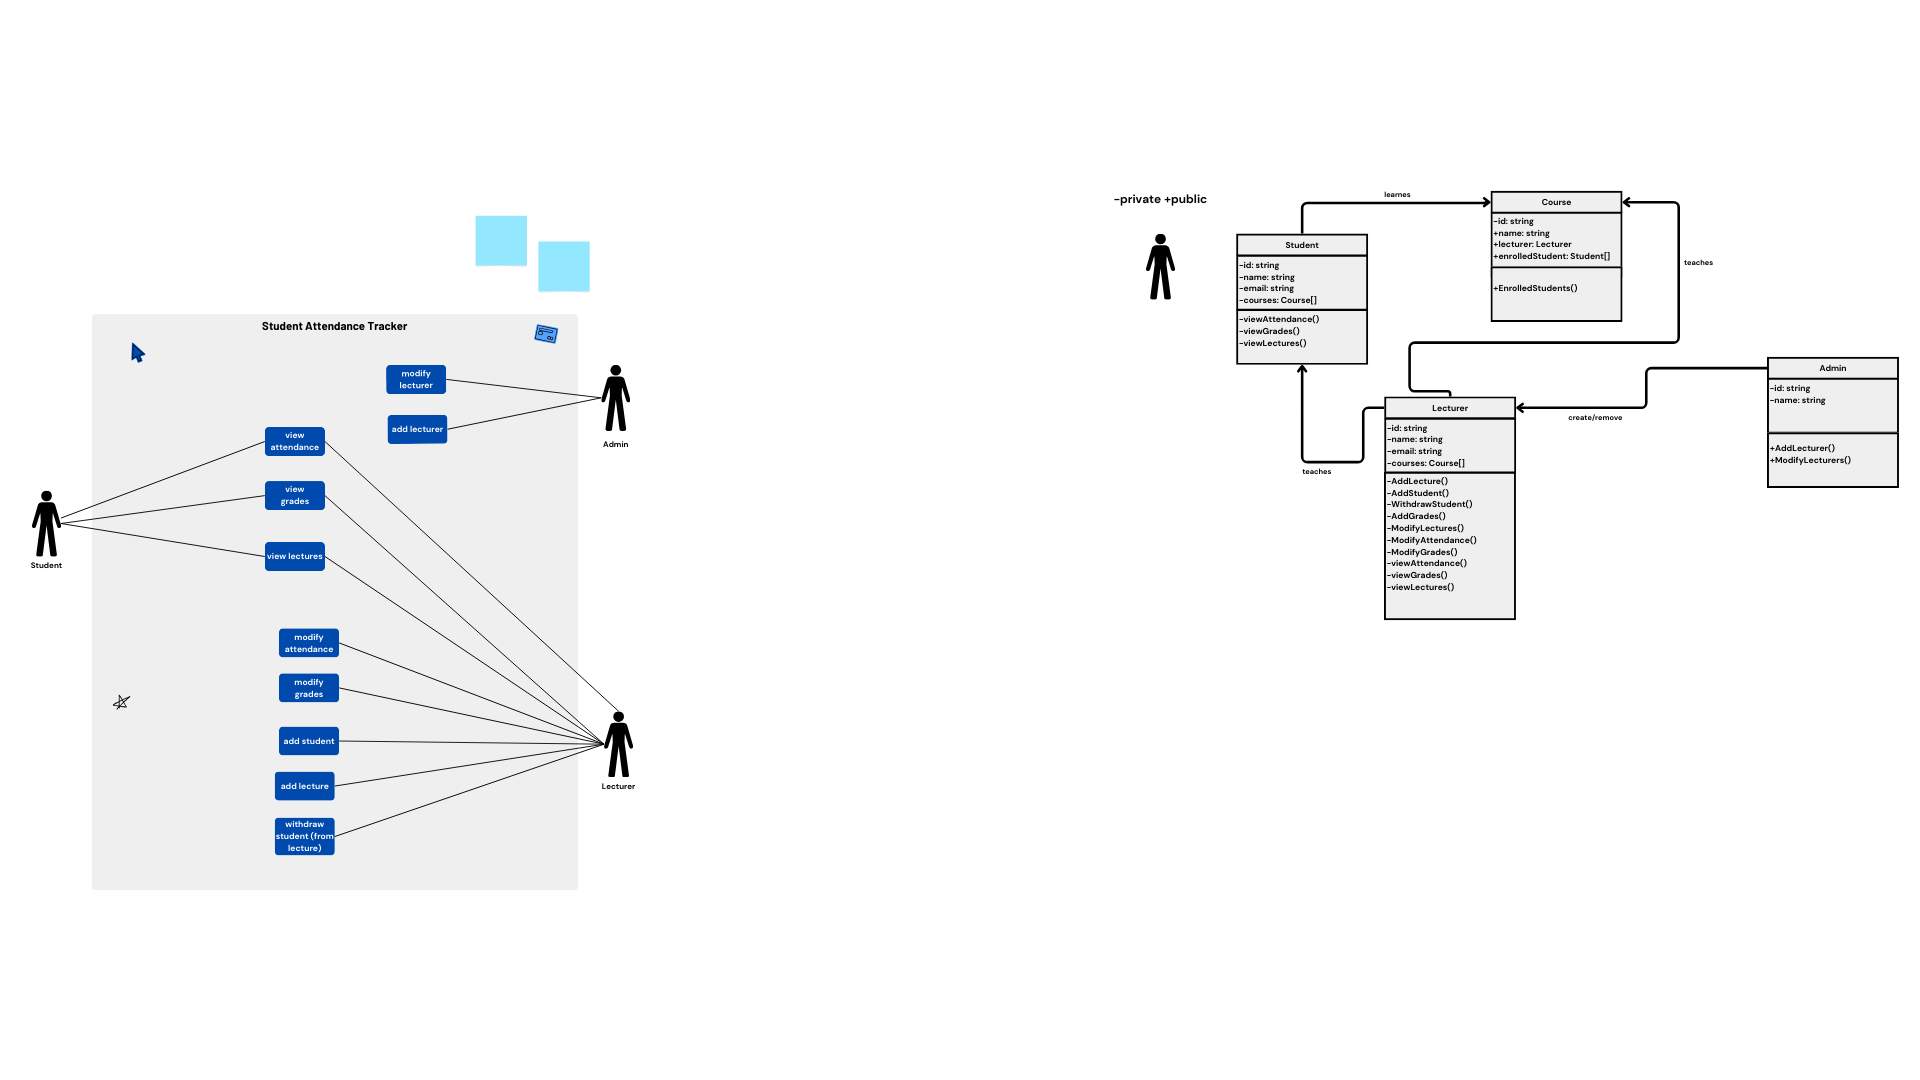 Student Attendance Tracker
modify
lecturer
add lecturer
Admin
view
attendance
view
grades
view lectures
Student
modify
attendance
modify
grades
add student
add lecture
withdraw
student (from
lecture)
Lecturer
-private +public
learnes
Student
-id: string
-name: string
-email: string
-courses: Course[]
-viewAttendance()
-viewGrades()
-viewLectures()
Course
-id: string
+name: string
+lecturer: Lecturer
+enrolledStudent: Student[]
+EnrolledStudents()
teaches
Lecturer
-id: string
-name: string
-email: string
-courses: Course[]
-AddLecture()
-AddStudent()
-WithdrawStudent()
-AddGrades()
-ModifyLectures()
-ModifyAttendance()
-ModifyGrades()
-viewAttendance()
-viewGrades()
-viewLectures()
teaches
create/remove
Admin
-id: string
-name: string
+AddLecturer()
+ModifyLecturers()